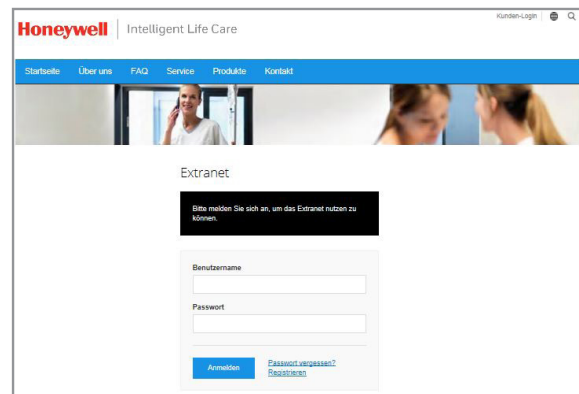 Kunden-Login
Honeywell | Intelligent Life Care
Startseite Über uns FAQ Service Produkte Kontakt
Extranet
Bitte melden Sie sich an, um das Extranet nutzen zu
können.
Benutzername
Passwort
Anmelden Passwort vergessen?
Registrieren